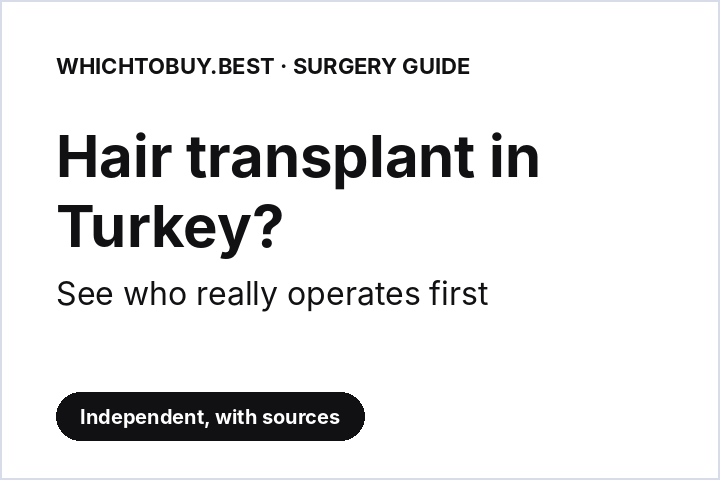 WHICHTOBUY.BEST · SURGERY GUIDE
Hair transplant in
Turkey?
See who really operates first
Independent, with sources